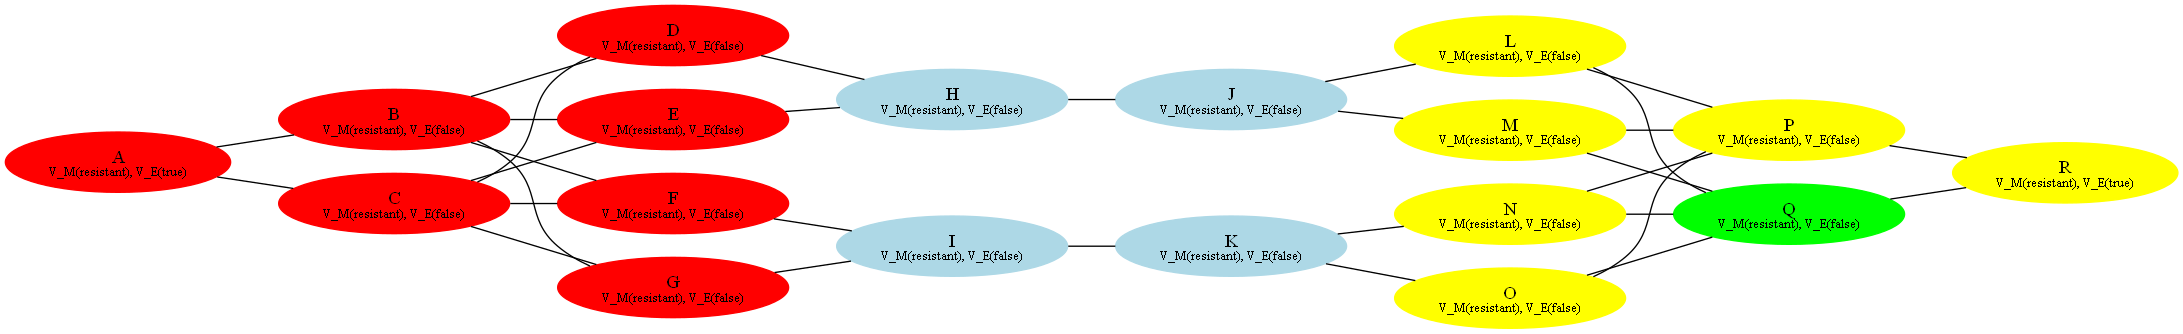 A
V_M(resistant), V_E(true)
B
V_M(resistant), V_E(false)
C
V_M(resistant), V_E(false)
D
V_M(resistant), V_E(false)
E
V_M(resistant), V_E(false)
F
V_M(resistant), V_E(false)
G
V_M(resistant), V_E(false)
H
V_M(resistant), V_E(false)
I
V_M(resistant), V_E(false)
J
V_M(resistant), V_E(false)
K
V_M(resistant), V_E(false)
L
V_M(resistant), V_E(false)
M
V_M(resistant), V_E(false)
N
V_M(resistant), V_E(false)
O
V_M(resistant), V_E(false)
P
V_M(resistant), V_E(false)
Q
V_M(resistant), V_E(false)
R
V_M(resistant), V_E(true)